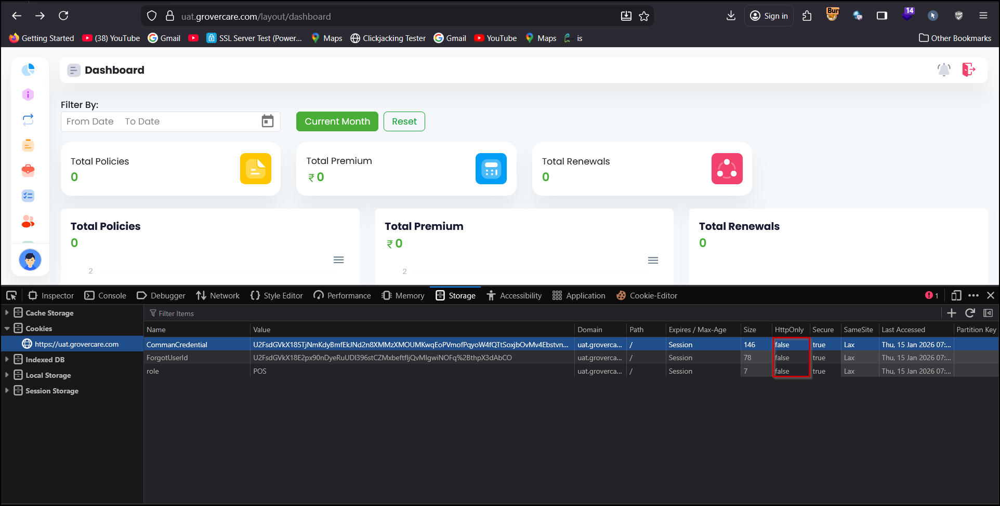 uat.grovercare.com/layout/dashboard
Sign in
Burr
14
CSP
Getting Started (38) YouTube Gmail SSL Server Test (Power... Maps Clickjacking Tester Gmail YouTube Maps is Other Bookmarks
Dashboard
Filter By:
From Date To Date
Current Month
Reset
Total Policies
0
Total Premium
₹ 0
Total Renewals
0
Total Policies
0
2
Total Premium
₹ 0
2
Total Renewals
0
Inspector Console Debugger Network Style Editor Performance Memory Storage Accessibility Application Cookie-Editor 1
Cache Storage
Cookies
https://uat.grovercare.com
Indexed DB
Local Storage
Session Storage
Filter Items
Name Value Domain Path Expires / Max-Age Size HttpOnly Secure SameSite Last Accessed Partition Key
CommanCredential U2FsdGVkX185TjNmKdyBmfEkJNd2n8XMMzXMOUMKwqEoPVmofPqyoW4fQTtSoxjbOvMv4Ebstvn... uat.groverca... / Session 146 false true Lax Thu, 15 Jan 2026 07:...
ForgotUserId U2FsdGVkX18E2px90nDyeRuUDI396stCZMxbeftfIjQvMIgwiNOFq%2BthpX3dAbCO uat.groverca... / Session 78 false true Lax Thu, 15 Jan 2026 07:...
role POS uat.groverca... / Session 7 false true Lax Thu, 15 Jan 2026 07:...